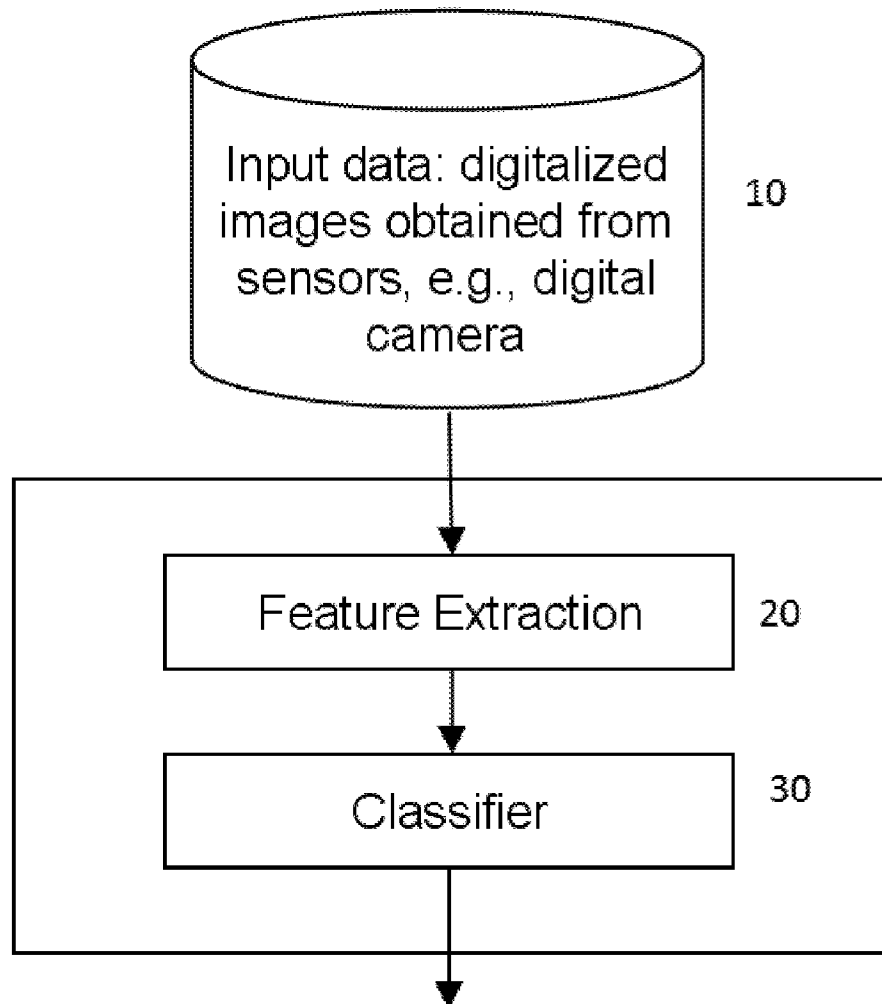 Input data: digitalized
images obtained from
sensors, e.g., digital
camera
10
Feature Extraction
20
Classifier
30